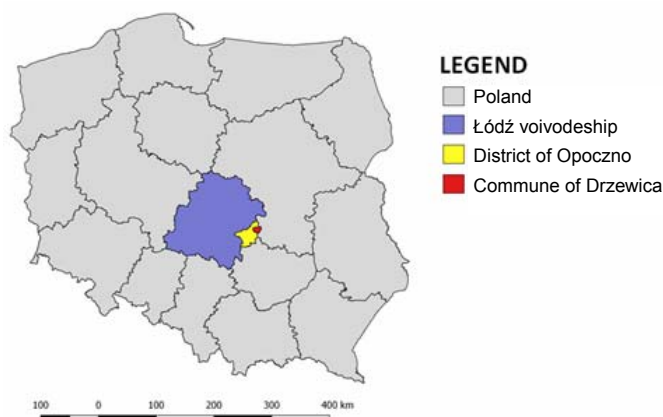 LEGEND
Poland
Łódź voivodeship
District of Opoczno
Commune of Drzewica
100 0 100 200 300 400 km